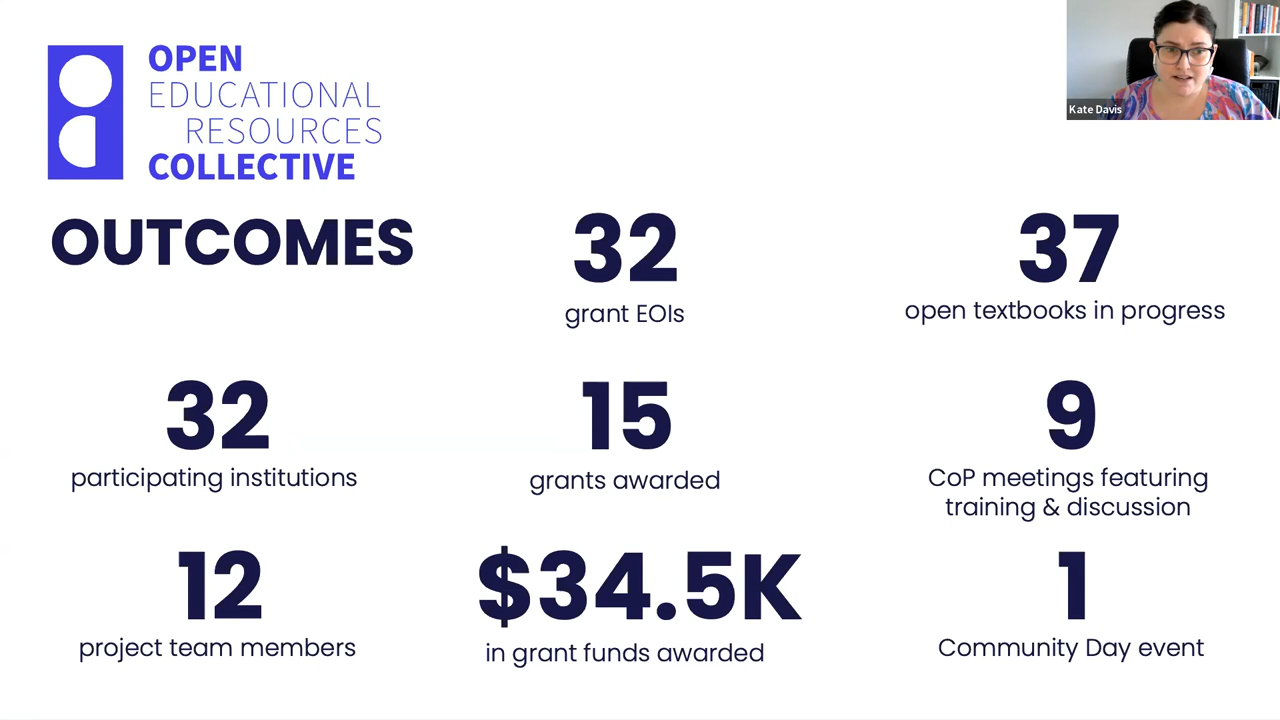 OPEN
EDUCATIONAL
RESOURCES
COLLECTIVE
Kate Davis
OUTCOMES
32
grant EOIs
37
open textbooks in progress
32
participating institutions
15
grants awarded
9
CoP meetings featuring
training & discussion
12
project team members
$34.5K
in grant funds awarded
1
Community Day event